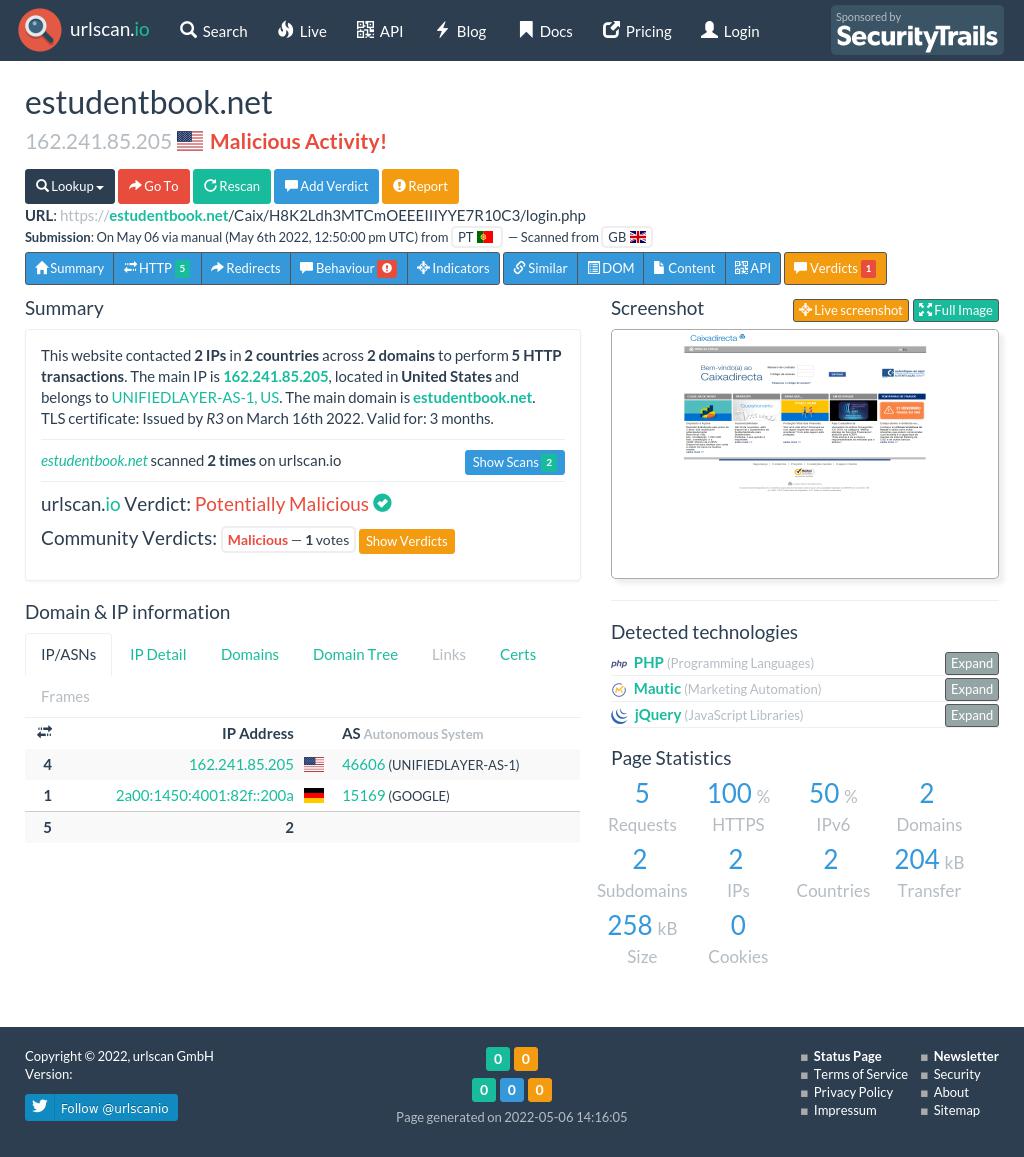 urlscan.io Search Live API Blog Docs Pricing Login Sponsored by SecurityTrails
estudentbook.net
162.241.85.205 Malicious Activity!
Lookup Go To Rescan Add Verdict Report
URL: https://estudentbook.net/Caix/H8K2Ldh3MTCmOEEEIIIYYE7R10C3/login.php
Submission: On May 06 via manual (May 6th 2022, 12:50:00 pm UTC) from PT — Scanned from GB
Summary HTTP 5 Redirects Behaviour Indicators Similar DOM Content API Verdicts 1
Summary
This website contacted 2 IPs in 2 countries across 2 domains to perform 5 HTTP
transactions. The main IP is 162.241.85.205, located in United States and
belongs to UNIFIEDLAYER-AS-1, US. The main domain is estudentbook.net.
TLS certificate: Issued by R3 on March 16th 2022. Valid for: 3 months.
estudentbook.net scanned 2 times on urlscan.io Show Scans 2
urlscan.io Verdict: Potentially Malicious
Community Verdicts: Malicious — 1 votes Show Verdicts
Screenshot Live screenshot Full Image
Caixadirecta
Bem-vindo(a) ao
Caixadirecta
Domain & IP information
IP/ASNs IP Detail Domains Domain Tree Links Certs
Frames
IP Address AS Autonomous System
4 162.241.85.205 46606 (UNIFIEDLAYER-AS-1)
1 2a00:1450:4001:82f::200a 15169 (GOOGLE)
5 2
Detected technologies
php PHP (Programming Languages) Expand
Mautic (Marketing Automation) Expand
jQuery (JavaScript Libraries) Expand
Page Statistics
5 100 % 50 % 2
Requests HTTPS IPv6 Domains
2 2 2 204 kB
Subdomains IPs Countries Transfer
258 kB 0
Size Cookies
Copyright © 2022, urlscan GmbH
Version:
Follow @urlscanio
0 0
0 0 0
Page generated on 2022-05-06 14:16:05
Status Page
Terms of Service
Privacy Policy
Impressum
Newsletter
Security
About
Sitemap